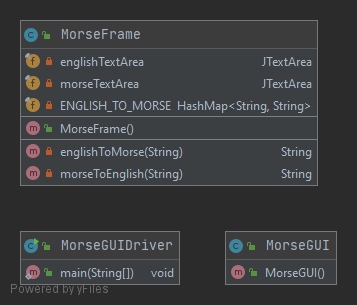 MorseFrame
englishTextArea JTextArea
morseTextArea JTextArea
ENGLISH_TO_MORSE HashMap<String, String>
MorseFrame()
englishToMorse(String) String
morseToEnglish(String) String
MorseGUIDriver MorseGUI
main(String[]) void MorseGUI()
Powered by yFiles